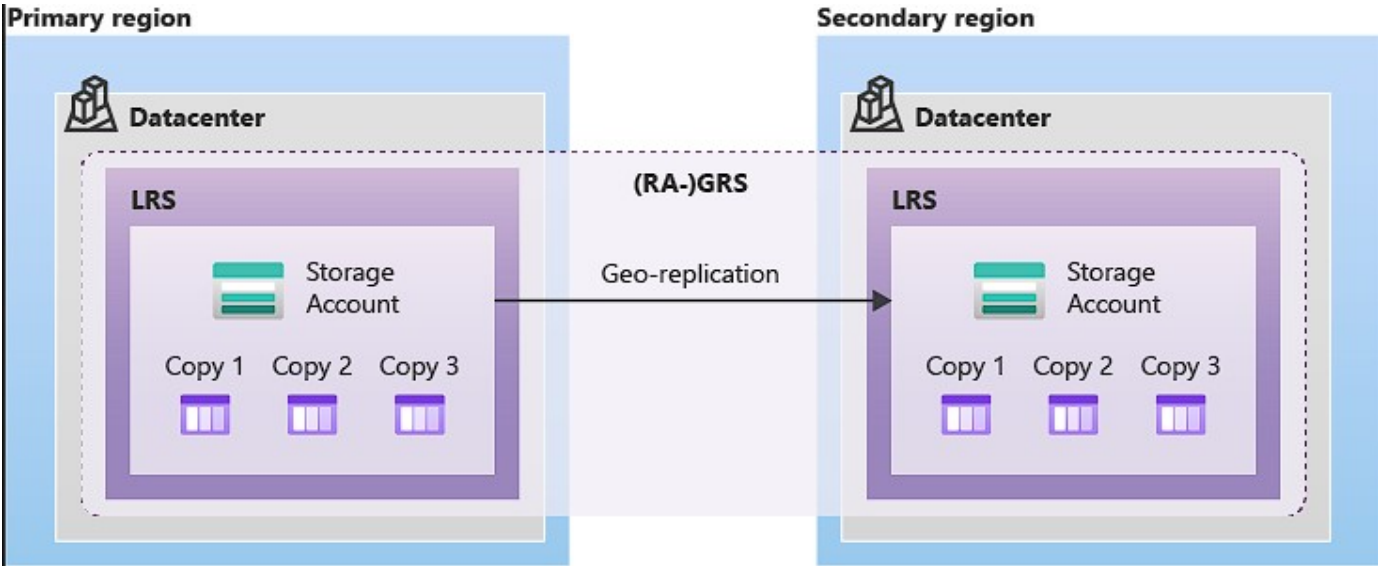 Primary region
Secondary region
Datacenter
Datacenter
(RA-)GRS
LRS
LRS
Storage
Account
Geo-replication
Storage
Account
Copy 1 Copy 2 Copy 3
Copy 1 Copy 2 Copy 3